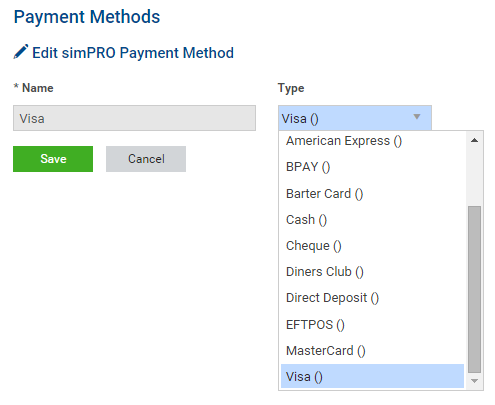 Payment Methods
Edit simPRO Payment Method
* Name
Type
Visa
Visa ()
Save
Cancel
American Express ()
BPAY ()
Barter Card ()
Cash ()
Cheque ()
Diners Club ()
Direct Deposit ()
EFTPOS ()
MasterCard ()
Visa ()